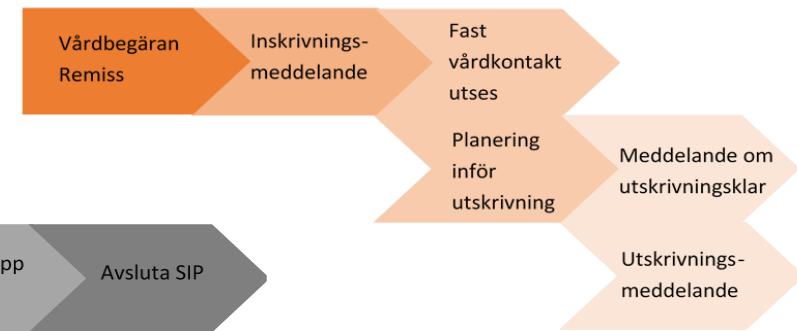 Vårdbegäran
Remiss
Inskrivnings-
meddelande
Fast
vårdkontakt
utses
Planering
inför
utskrivning
Meddelande om
utskrivningsklar
Utskrivnings-
meddelande
pp
Avsluta SIP